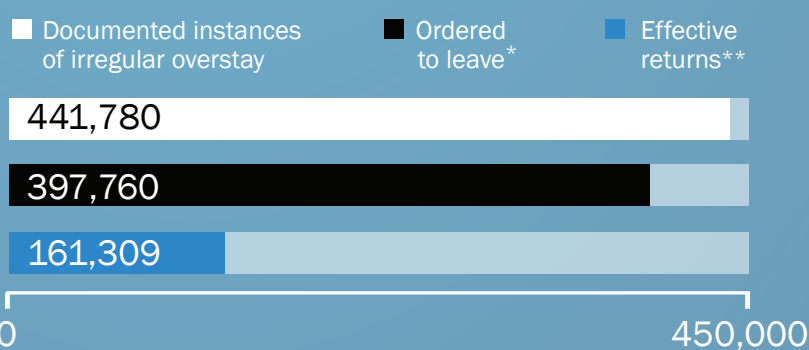 Documented instances
of irregular overstay
Ordered
to leave*
Effective
returns**
441,780
397,760
161,309
0
450,000